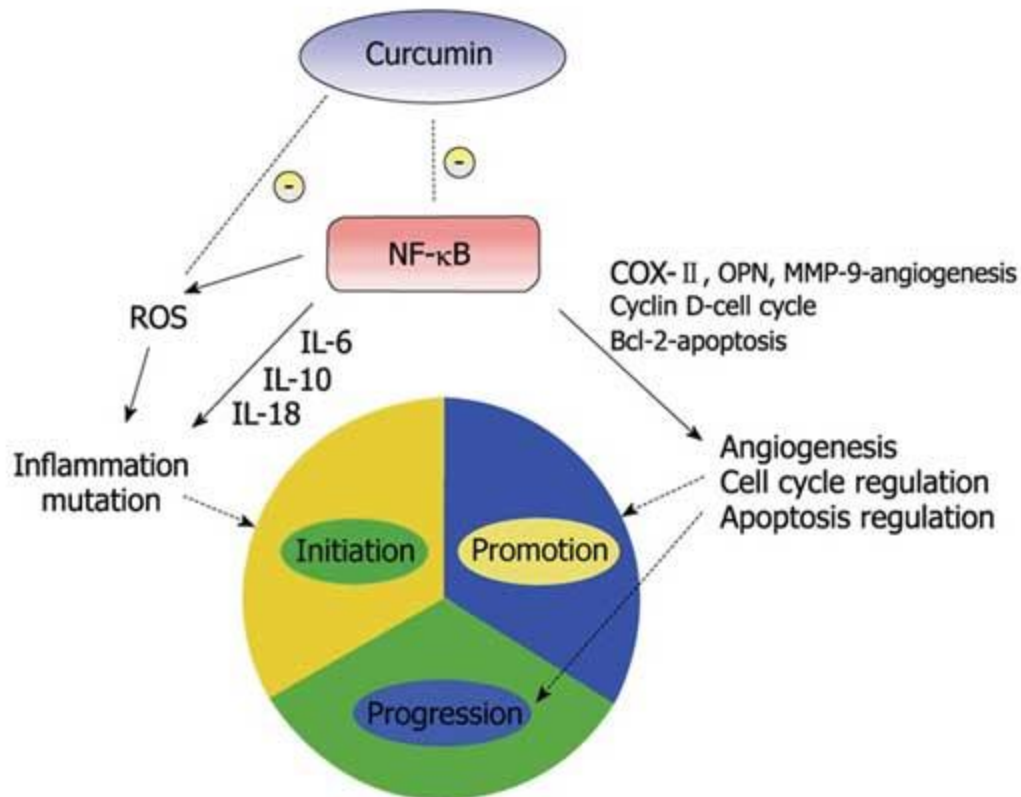 Curcumin
-
-
NF-κB
ROS
IL-6
IL-10
IL-18
COX-Ⅱ, OPN, MMP-9-angiogenesis
Cyclin D-cell cycle
Bcl-2-apoptosis
Inflammation
mutation
Angiogenesis
Cell cycle regulation
Apoptosis regulation
Initiation
Promotion
Progression